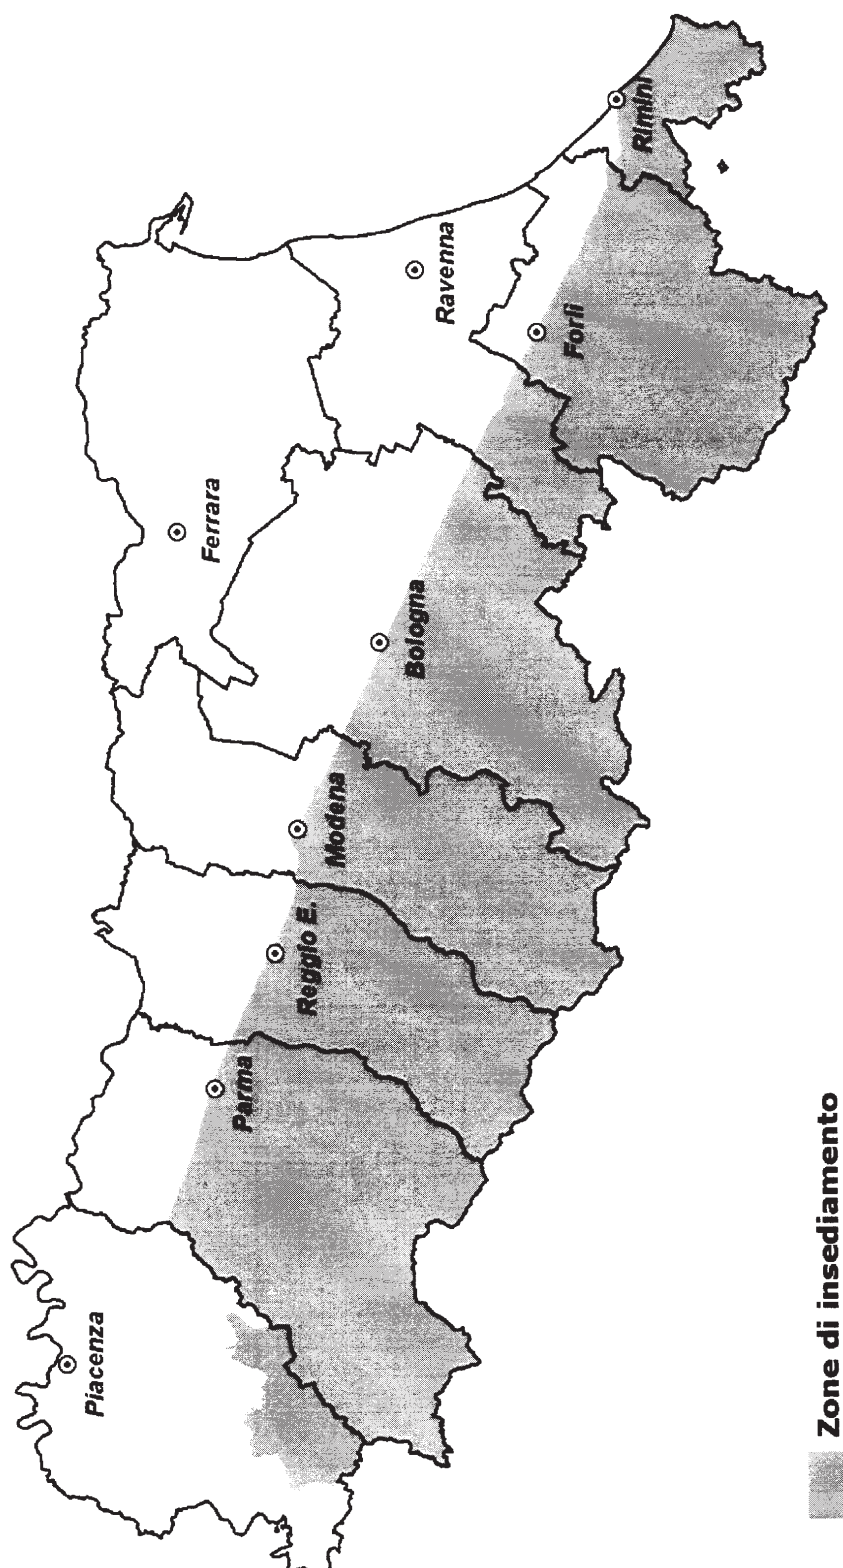 Piacenza
Parma
Reggio E.
Modena
Bologna
Ferrara
Ravenna
Forlì
Rimini
Zone di insediamento